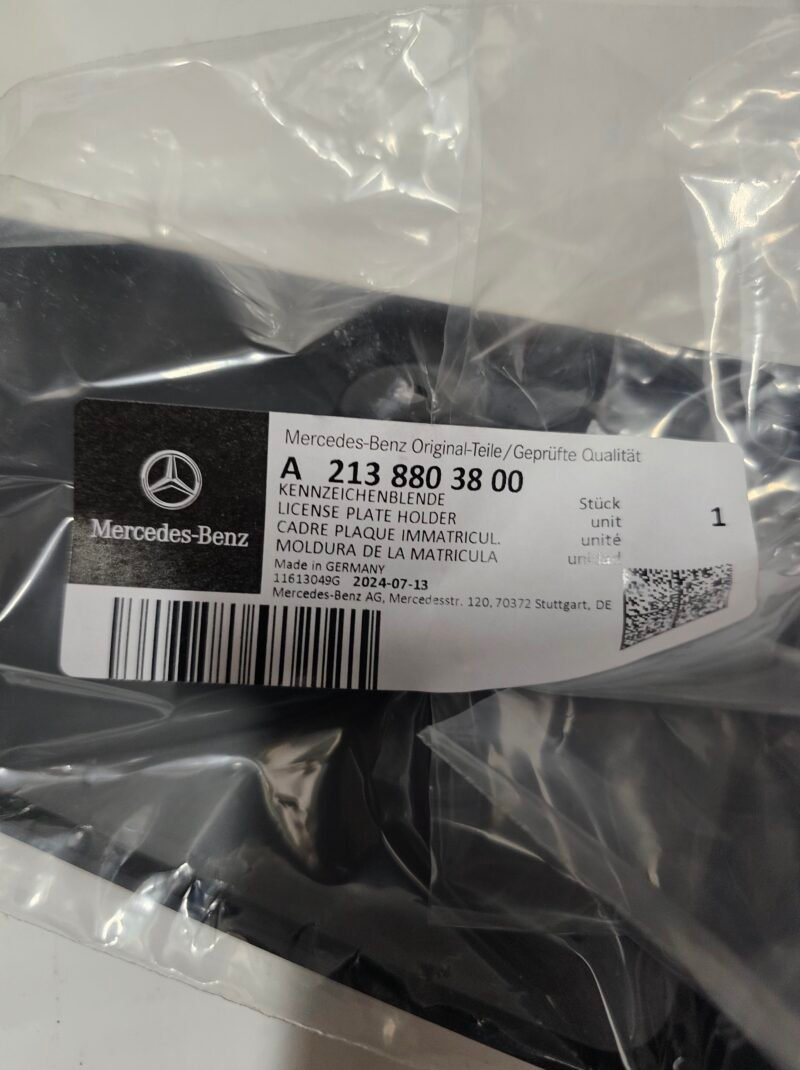 Mercedes-Benz Original-Teile/Geprüfte Qualität
A 213 880 38 00
KENNZEICHENBLENDE
LICENSE PLATE HOLDER
CADRE PLAQUE IMMATRICUL.
MOLDURA DE LA MATRICULA
Stück
unit
unité
1
Made in GERMANY
11613049G 2024-07-13
Mercedes-Benz AG, Mercedesstr. 120, 70372 Stuttgart, DE
Mercedes-Benz